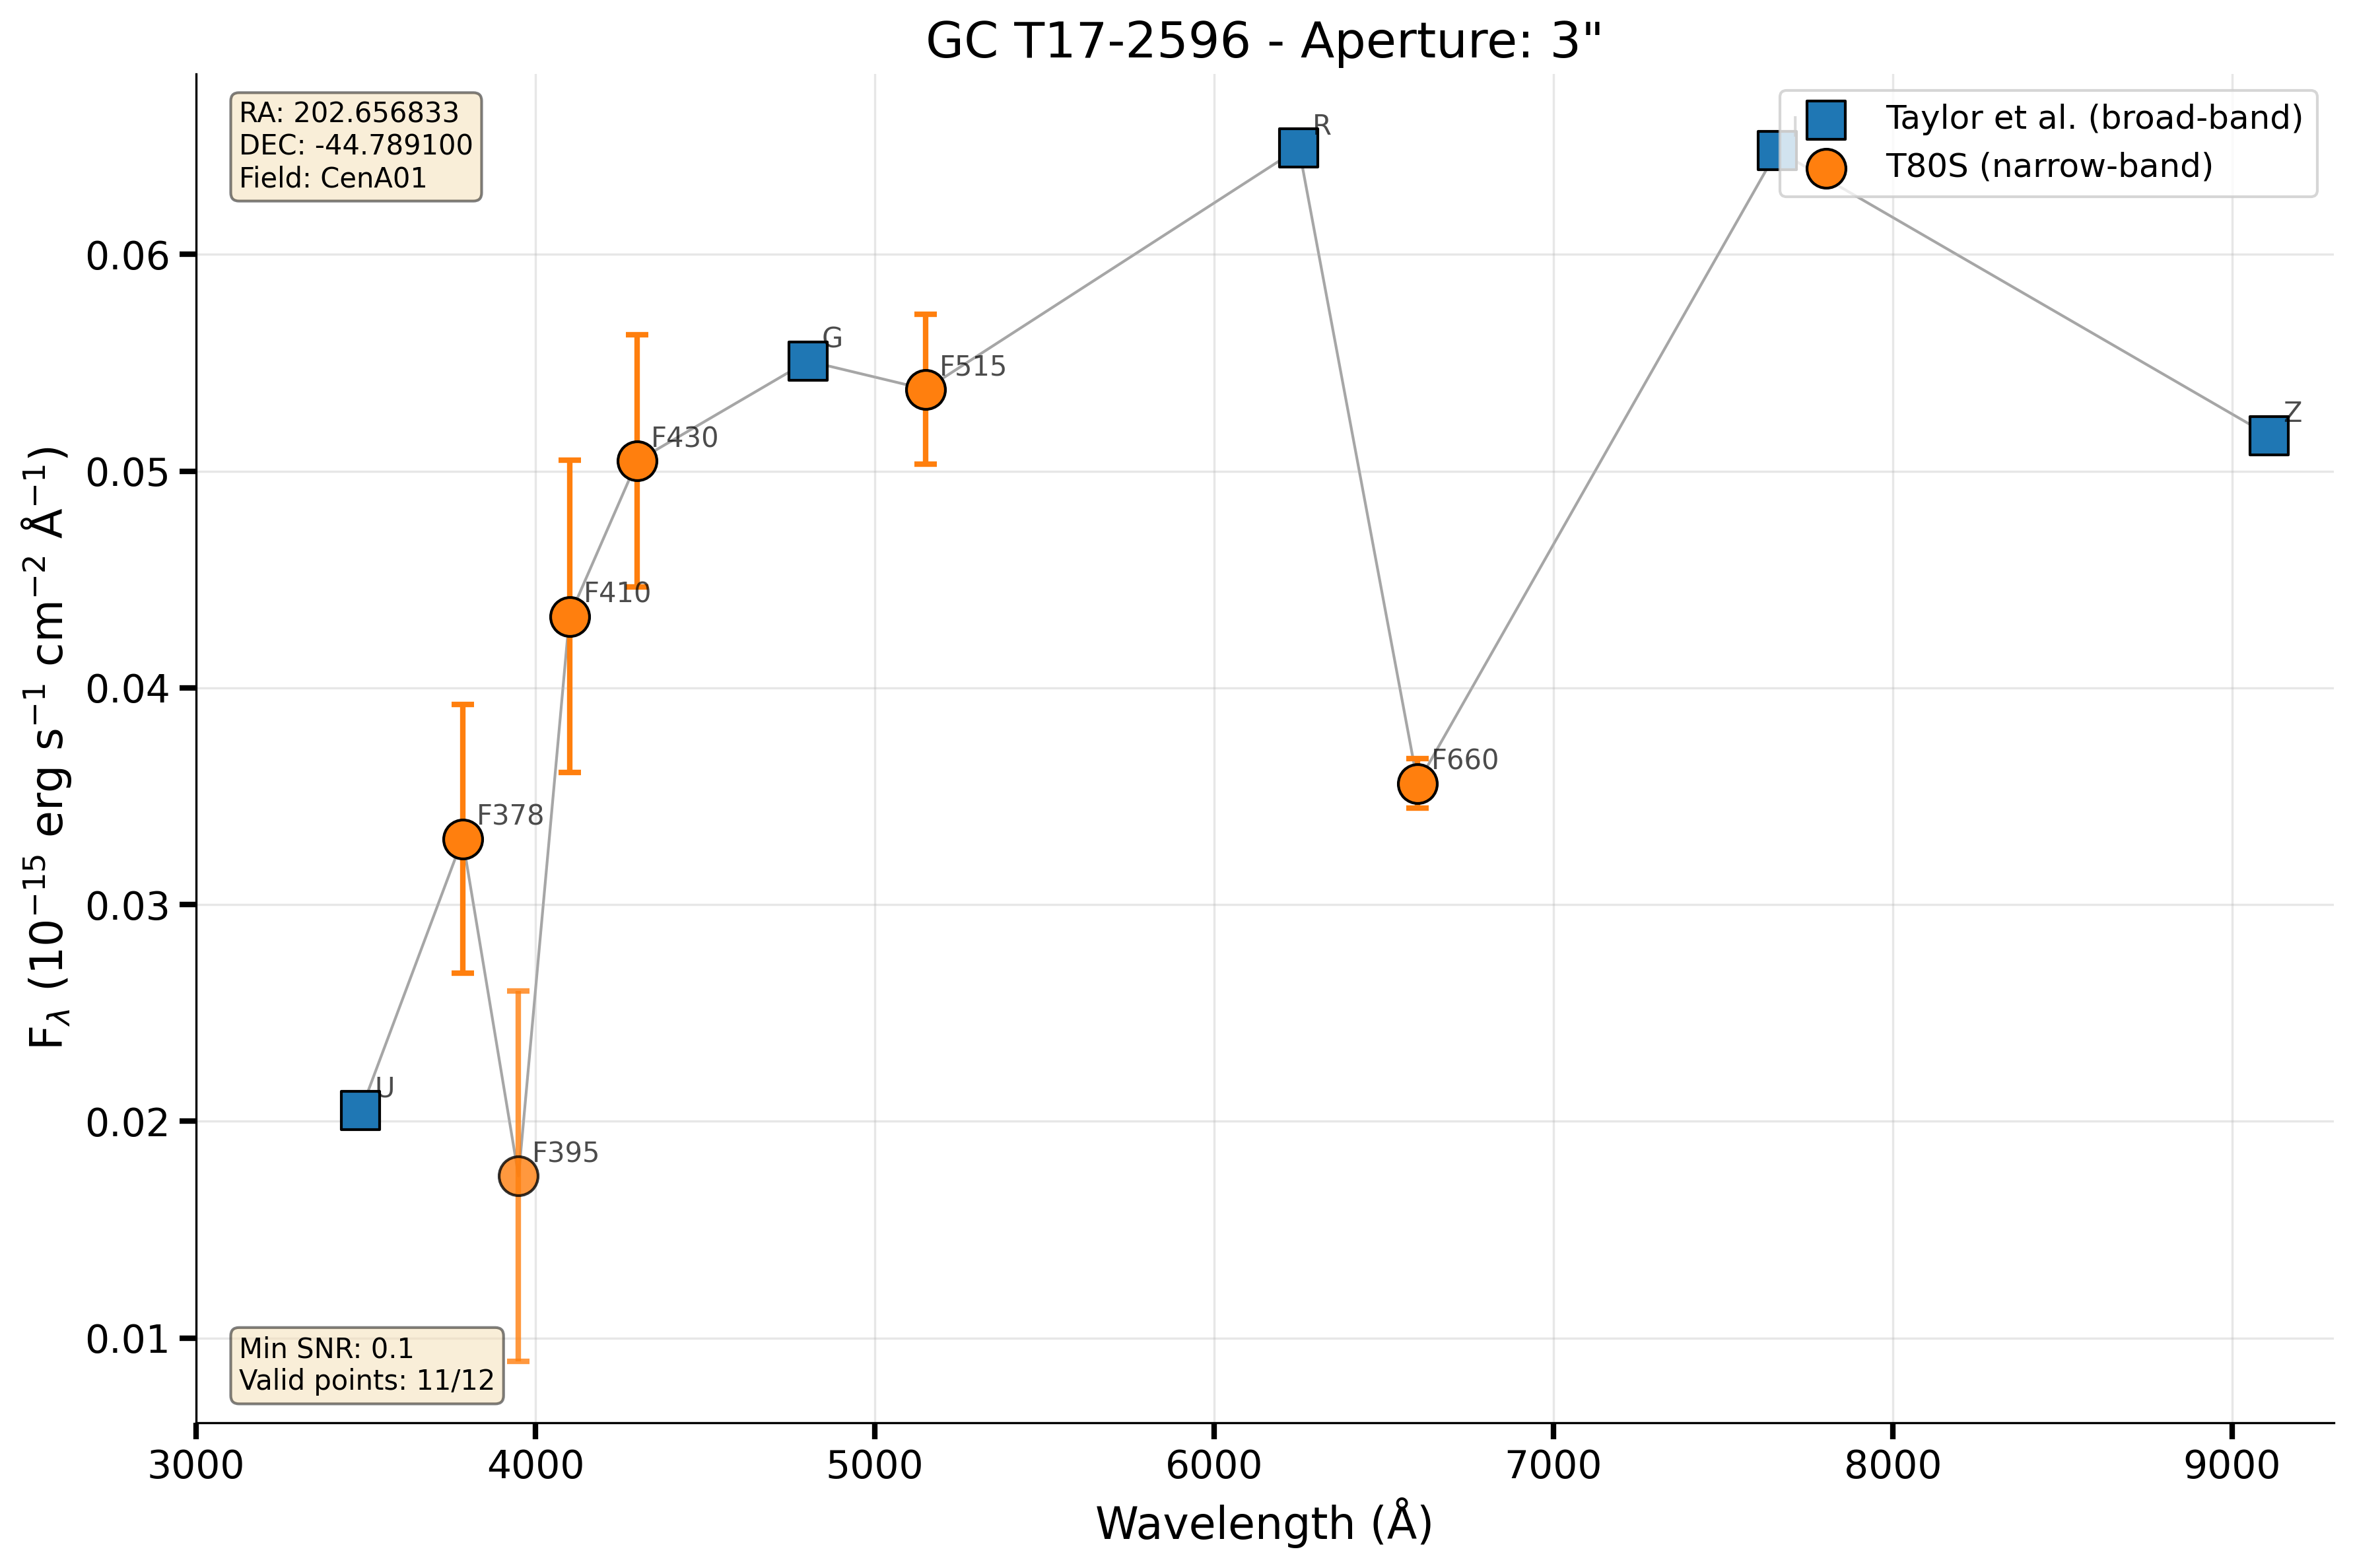 GC T17-2596 - Aperture: 3"
RA: 202.656833
DEC: -44.789100
Field: CenA01
Taylor et al. (broad-band)
T80S (narrow-band)
R
I
G
F515
F430
Z
F410
F660
F378
U
F395
Min SNR: 0.1
Valid points: 11/12
0.06
0.05
0.04
0.03
0.02
0.01
F_λ (10⁻¹⁵ erg s⁻¹ cm⁻² Å⁻¹)
3000 4000 5000 6000 7000 8000 9000
Wavelength (Å)